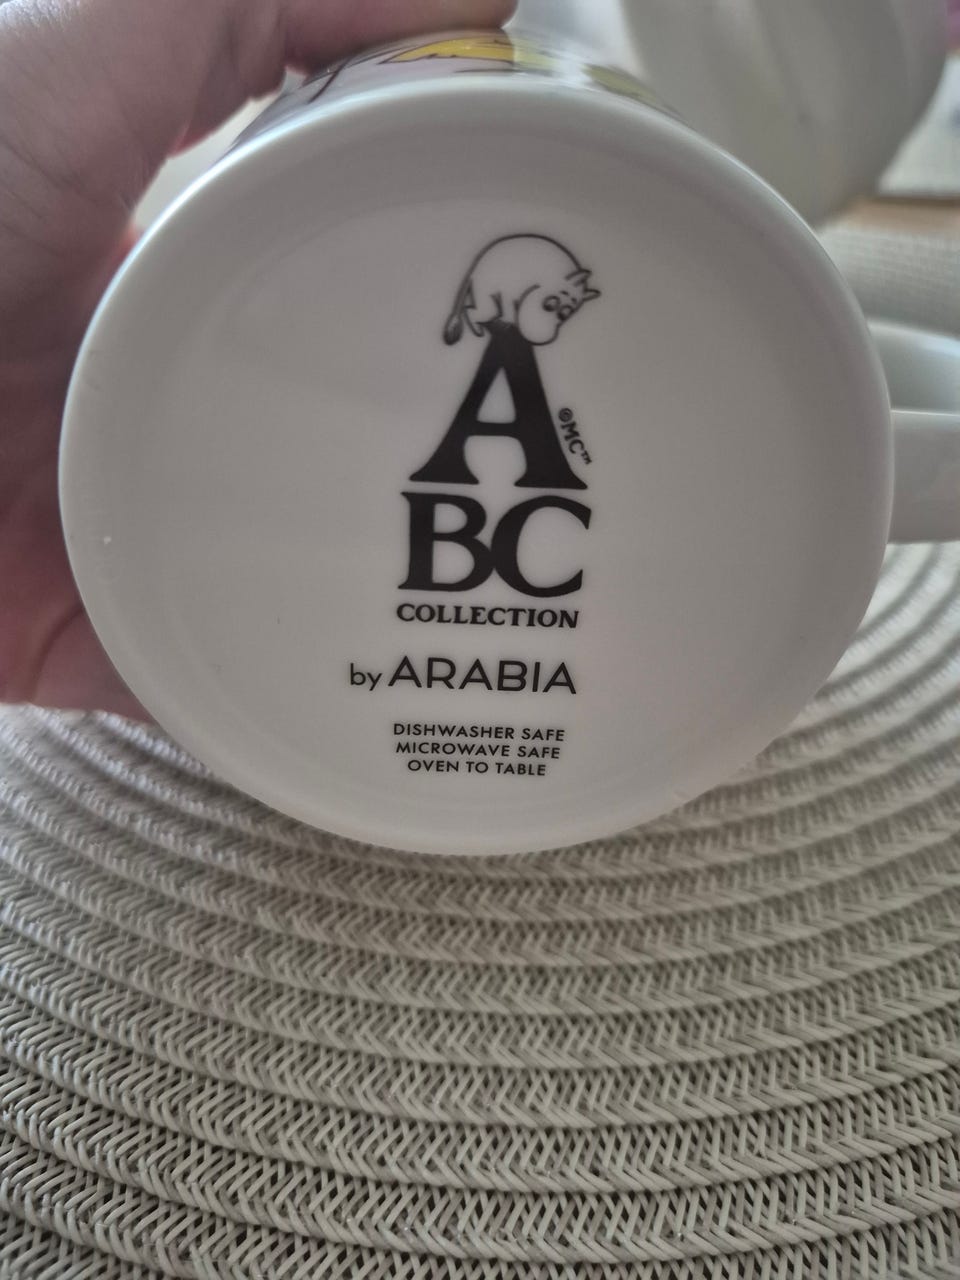 A
©MC™
BC
COLLECTION
by ARABIA
DISHWASHER SAFE
MICROWAVE SAFE
OVEN TO TABLE